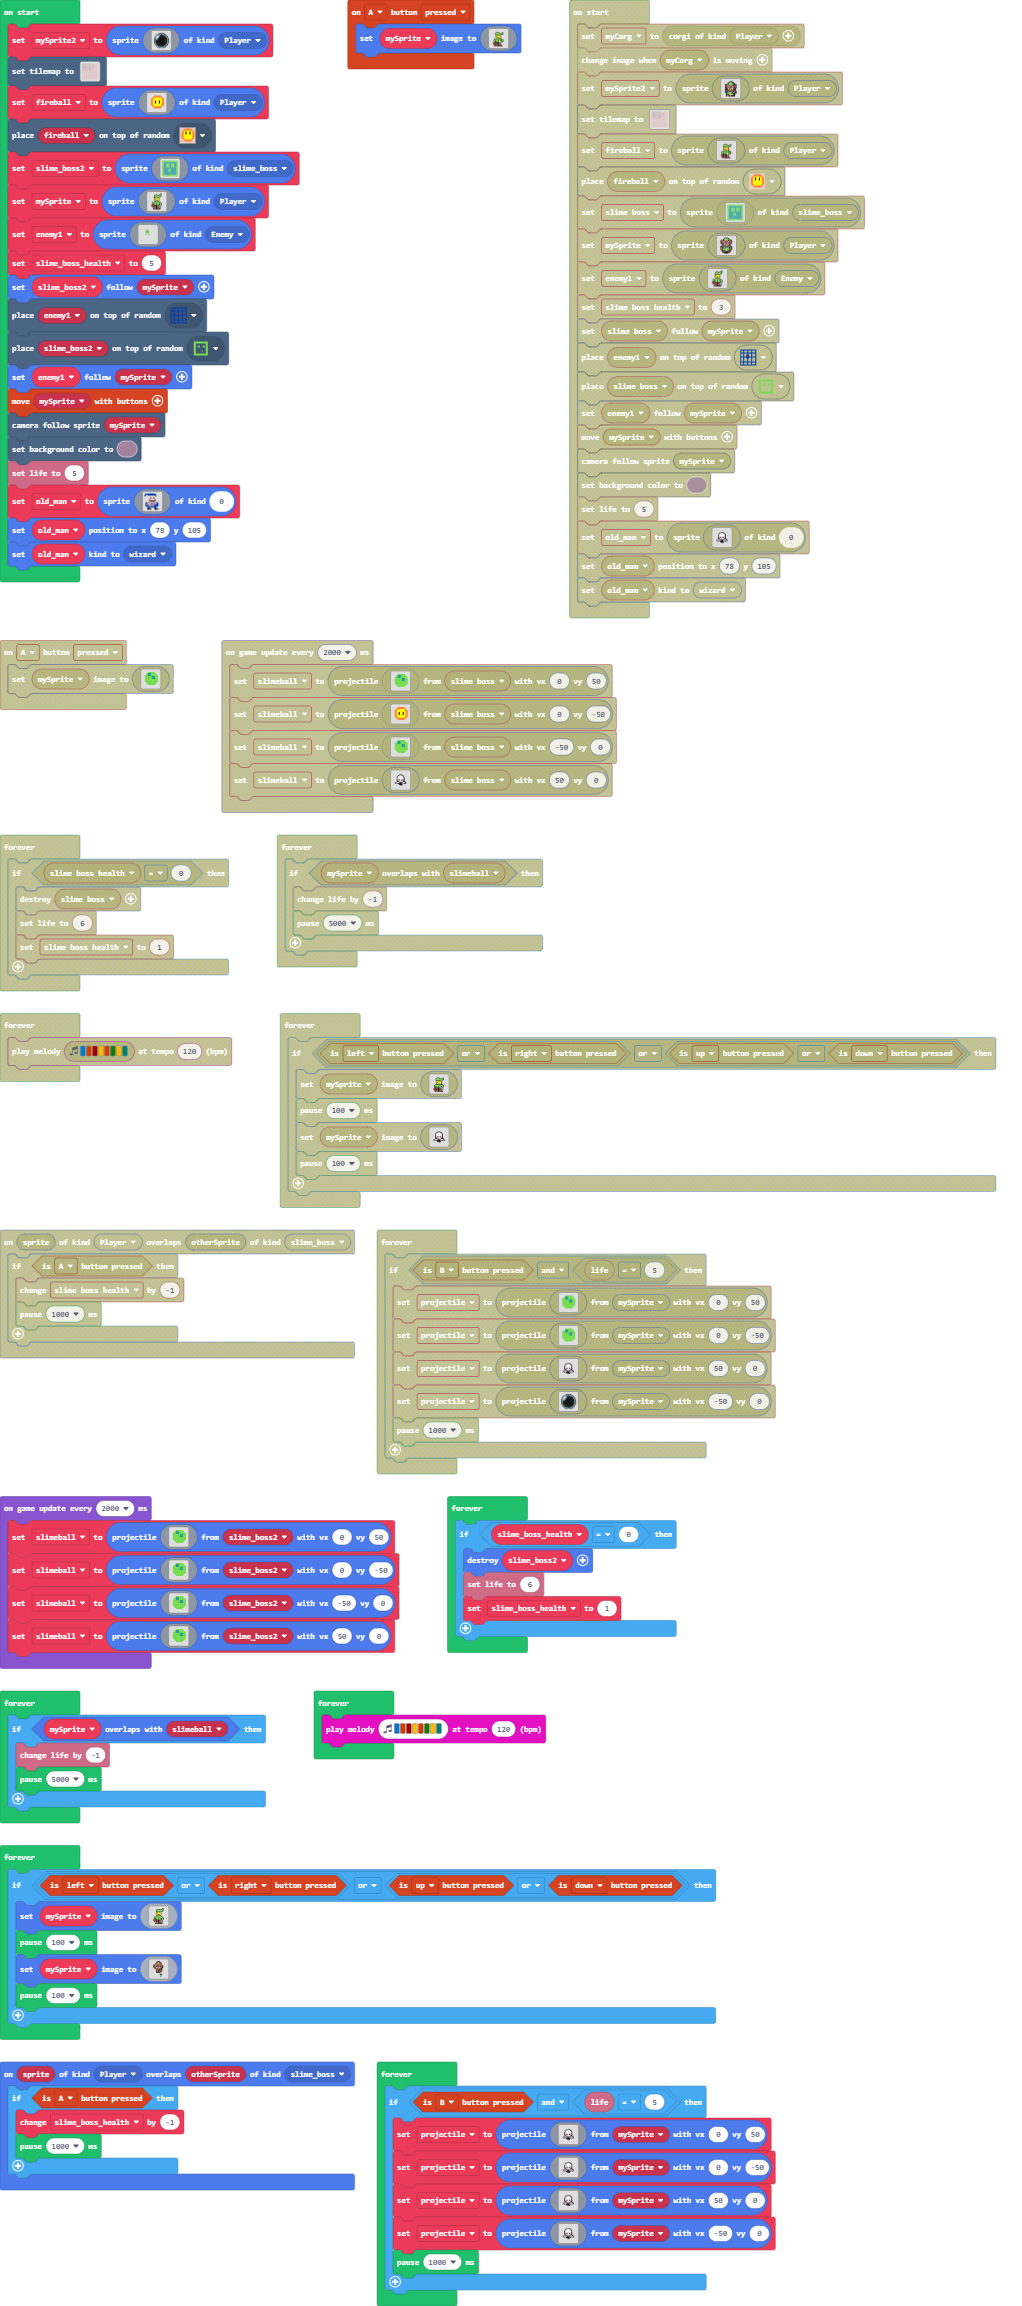 on start
set mySprite2 to sprite of kind Player
set tilemap to
set fireball to sprite of kind Player
place fireball on top of random
set slime_boss2 to sprite of kind slime_boss
set mySprite to sprite of kind Player
set enemy1 to sprite of kind Enemy
set slime_boss_health to 5
set slime_boss2 follow mySprite
place enemy1 on top of random
place slime_boss2 on top of random
set enemy1 follow mySprite
move mySprite with buttons
camera follow sprite mySprite
set background color to
set life to 5
set old_man to sprite of kind 0
set old_man position to x 78 y 105
set old_man kind to wizard
on A button pressed
set mySprite image to
on start
set myCorg to corgi of kind Player
change image when myCorg is moving
set mySprite2 to sprite of kind Player
set tilemap to
set fireball to sprite of kind Player
place fireball on top of random
set slime boss to sprite of kind slime_boss
set mySprite to sprite of kind Player
set enemy1 to sprite of kind Enemy
set slime boss health to 3
set slime boss follow mySprite
place enemy1 on top of random
place slime boss on top of random
set enemy1 follow mySprite
move mySprite with buttons
camera follow sprite mySprite
set background color to
set life to 5
set old_man to sprite of kind 0
set old_man position to x 78 y 105
set old_man kind to wizard
on A button pressed
set mySprite image to
on game update every 2000 ms
set slimeball to projectile from slime boss with vx 0 vy 50
set slimeball to projectile from slime boss with vx 0 vy -50
set slimeball to projectile from slime boss with vx -50 vy 0
set slimeball to projectile from slime boss with vx 50 vy 0
forever
if slime boss health = 0 then
destroy slime boss
set life to 6
set slime boss health to 1
forever
if mySprite overlaps with slimeball then
change life by -1
pause 5000 ms
forever
play melody at tempo 120 (bpm)
forever
if is left button pressed or is right button pressed or is up button pressed or is down button pressed then
set mySprite image to
pause 100 ms
set mySprite image to
pause 100 ms
on sprite of kind Player overlaps otherSprite of kind slime_boss
if is A button pressed then
change slime boss health by -1
pause 1000 ms
forever
if is B button pressed and life = 5 then
set projectile to projectile from mySprite with vx 0 vy 50
set projectile to projectile from mySprite with vx 0 vy -50
set projectile to projectile from mySprite with vx 50 vy 0
set projectile to projectile from mySprite with vx -50 vy 0
pause 1000 ms
on game update every 2000 ms
set slimeball to projectile from slime_boss2 with vx 0 vy 50
set slimeball to projectile from slime_boss2 with vx 0 vy -50
set slimeball to projectile from slime_boss2 with vx -50 vy 0
set slimeball to projectile from slime_boss2 with vx 50 vy 0
forever
if slime_boss_health = 0 then
destroy slime_boss2
set life to 6
set slime_boss_health to 1
forever
if mySprite overlaps with slimeball then
change life by -1
pause 5000 ms
forever
play melody at tempo 120 (bpm)
forever
if is left button pressed or is right button pressed or is up button pressed or is down button pressed then
set mySprite image to
pause 100 ms
set mySprite image to
pause 100 ms
on sprite of kind Player overlaps otherSprite of kind slime_boss
if is A button pressed then
change slime_boss_health by -1
pause 1000 ms
forever
if is B button pressed and life = 5 then
set projectile to projectile from mySprite with vx 0 vy 50
set projectile to projectile from mySprite with vx 0 vy -50
set projectile to projectile from mySprite with vx 50 vy 0
set projectile to projectile from mySprite with vx -50 vy 0
pause 1000 ms